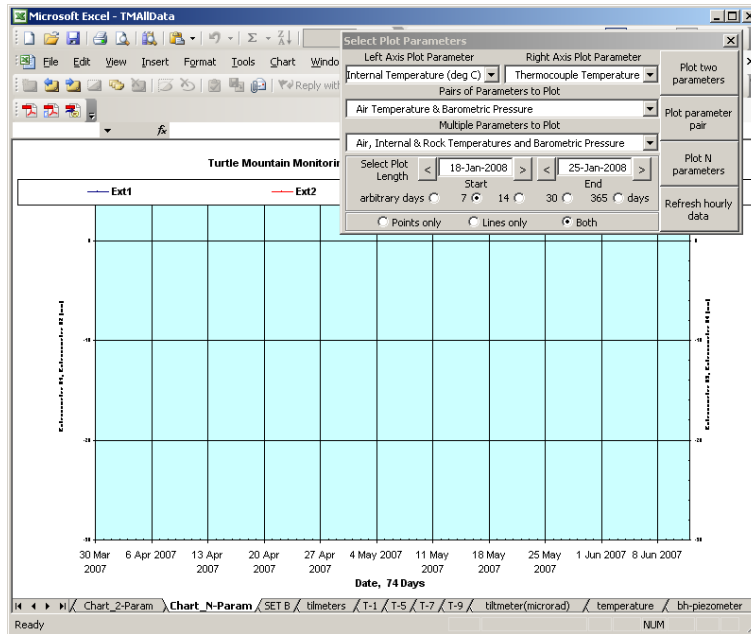 Microsoft Excel - TMAllData
Select Plot Parameters
Left Axis Plot Parameter Right Axis Plot Parameter
Internal Temperature (deg C) Thermocouple Temperature
Plot two parameters
Pairs of Parameters to Plot
Air Temperature & Barometric Pressure
Plot parameter pair
Multiple Parameters to Plot
Air, Internal & Rock Temperatures and Barometric Pressure
Plot N parameters
Select Plot Length < 18-Jan-2008 > < 25-Jan-2008 >
Start End
arbitrary days 7 14 30 365 days
Refresh hourly data
Points only Lines only Both
File Edit View Insert Format Tools Chart Windo
Reply with
fx
Turtle Mountain Monitorin
Ext1 Ext2
0
-10
-20
-30
30 Mar 2007 6 Apr 2007 13 Apr 2007 20 Apr 2007 27 Apr 2007 4 May 2007 11 May 2007 18 May 2007 25 May 2007 1 Jun 2007 8 Jun 2007
Date, 74 Days
Chart_2-Param Chart_N-Param SET B tilmeters T-1 T-5 T-7 T-9 tiltmeter(microrad) temperature bh-piezometer
Ready NUM